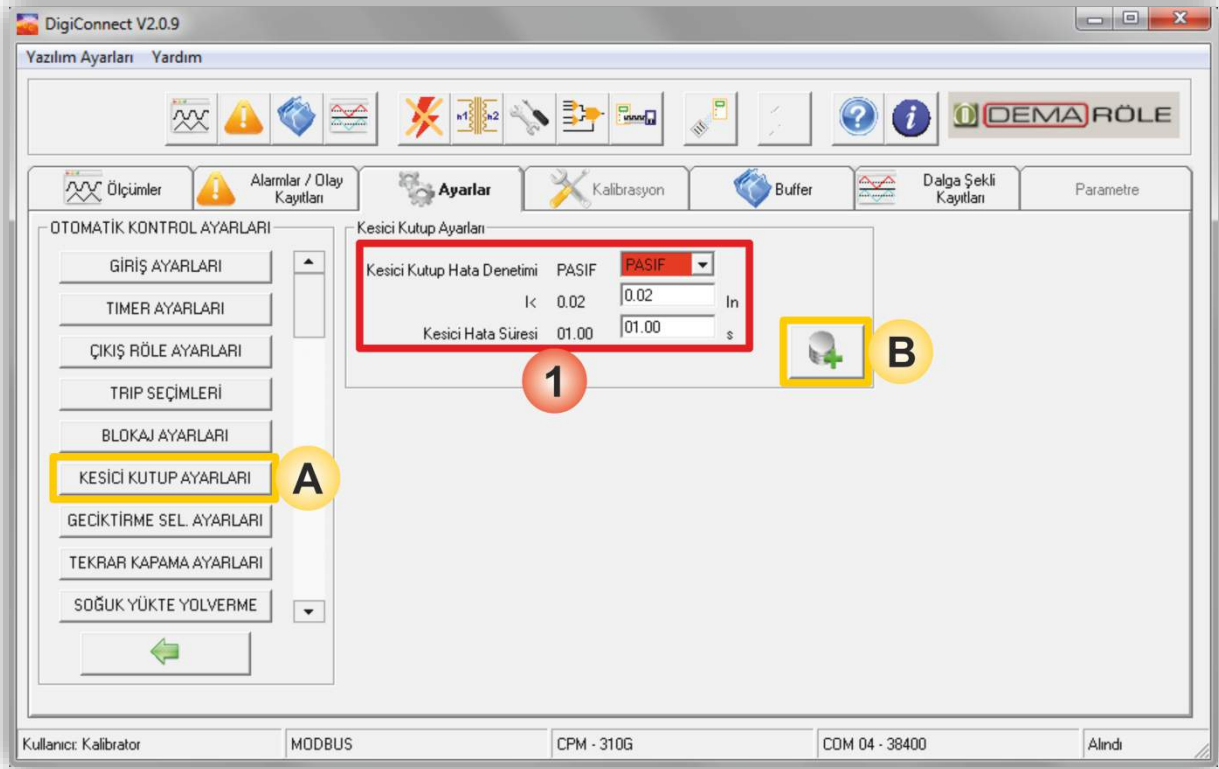 DigiConnect V2.0.9
Yazılım Ayarları Yardım
n1 n2
DEMA RÖLE
Ölçümler
Alarmlar / Olay
Kayıtları
Ayarlar
Kalibrasyon
Buffer
Dalga Şekli
Kayıtları
Parametre
OTOMATİK KONTROL AYARLARI
GİRİŞ AYARLARI
TIMER AYARLARI
ÇIKIŞ RÖLE AYARLARI
TRIP SEÇİMLERİ
BLOKAJ AYARLARI
KESİCİ KUTUP AYARLARI
A
GECİKTİRME SEL. AYARLARI
TEKRAR KAPAMA AYARLARI
SOĞUK YÜKTE YOLVERME
Kesici Kutup Ayarları
Kesici Kutup Hata Denetimi PASIF PASIF
I< 0.02 0.02 In
Kesici Hata Süresi 01.00 01.00 s
1
B
Kullanıcı: Kalibrator MODBUS CPM - 310G COM 04 - 38400 Alındı